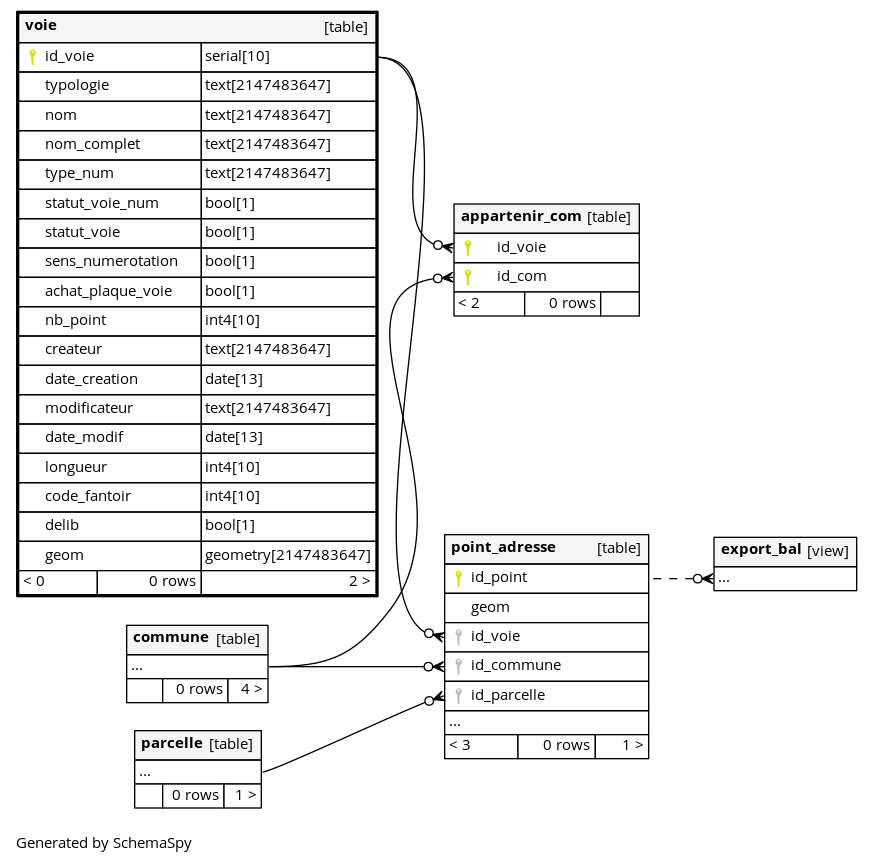 voie [table]
id_voie serial[10]
typologie text[2147483647]
nom text[2147483647]
nom_complet text[2147483647]
type_num text[2147483647]
statut_voie_num bool[1]
statut_voie bool[1]
sens_numerotation bool[1]
achat_plaque_voie bool[1]
nb_point int4[10]
createur text[2147483647]
date_creation date[13]
modificateur text[2147483647]
date_modif date[13]
longueur int4[10]
code_fantoir int4[10]
delib bool[1]
geom geometry[2147483647]
< 0 0 rows 2 >
appartenir_com [table]
id_voie
id_com
< 2 0 rows
point_adresse [table]
id_point
geom
id_voie
id_commune
id_parcelle
...
< 3 0 rows 1 >
export_bal [view]
...
commune [table]
...
0 rows 4 >
parcelle [table]
...
0 rows 1 >
Generated by SchemaSpy